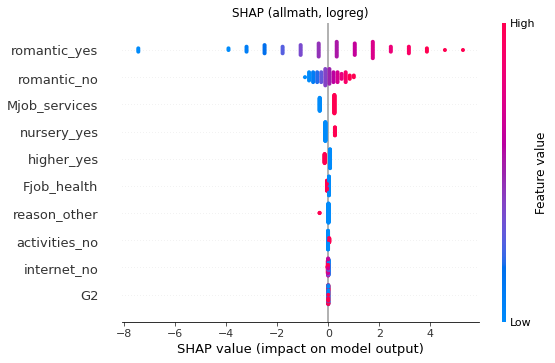 SHAP (allmath, logreg)
High
romantic_yes
romantic_no
Mjob_services
nursery_yes
higher_yes
Fjob_health
reason_other
activities_no
internet_no
G2
Feature value
Low
−8 −6 −4 −2 0 2 4
SHAP value (impact on model output)